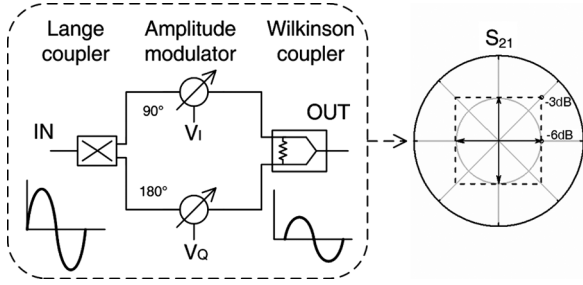 Lange
coupler
Amplitude
modulator
Wilkinson
coupler
S21
-3dB
-6dB
90°
IN
VI
OUT
180°
VQ